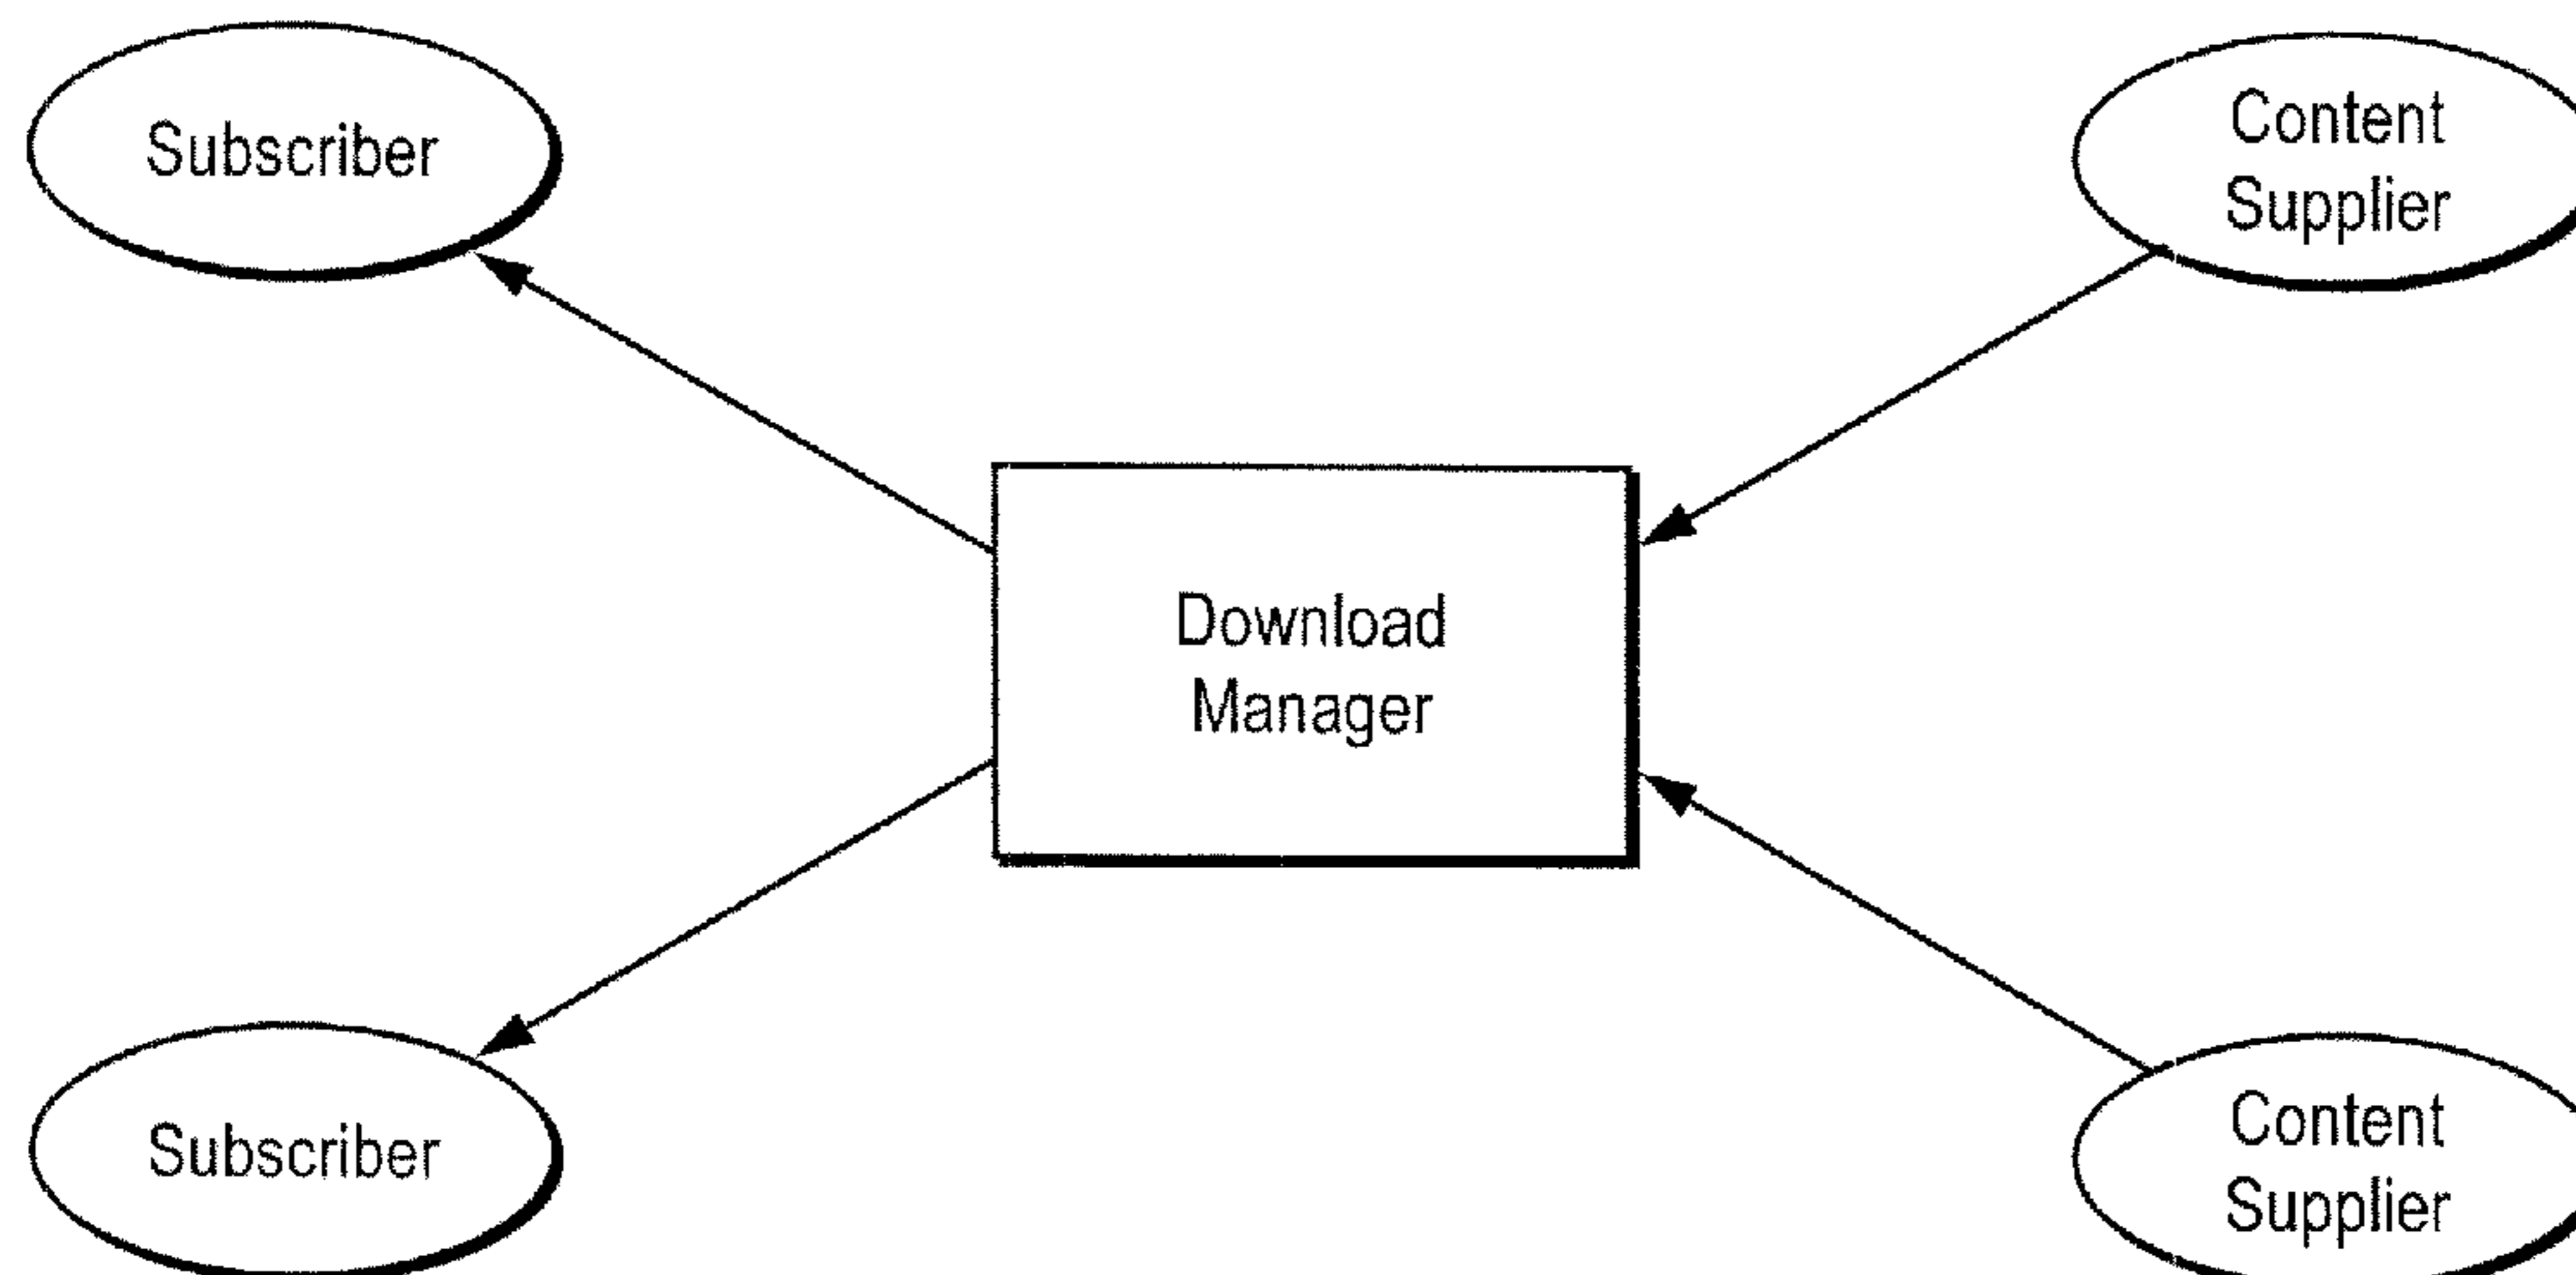 Subscriber
Content
Supplier
Download
Manager
Subscriber
Content
Supplier